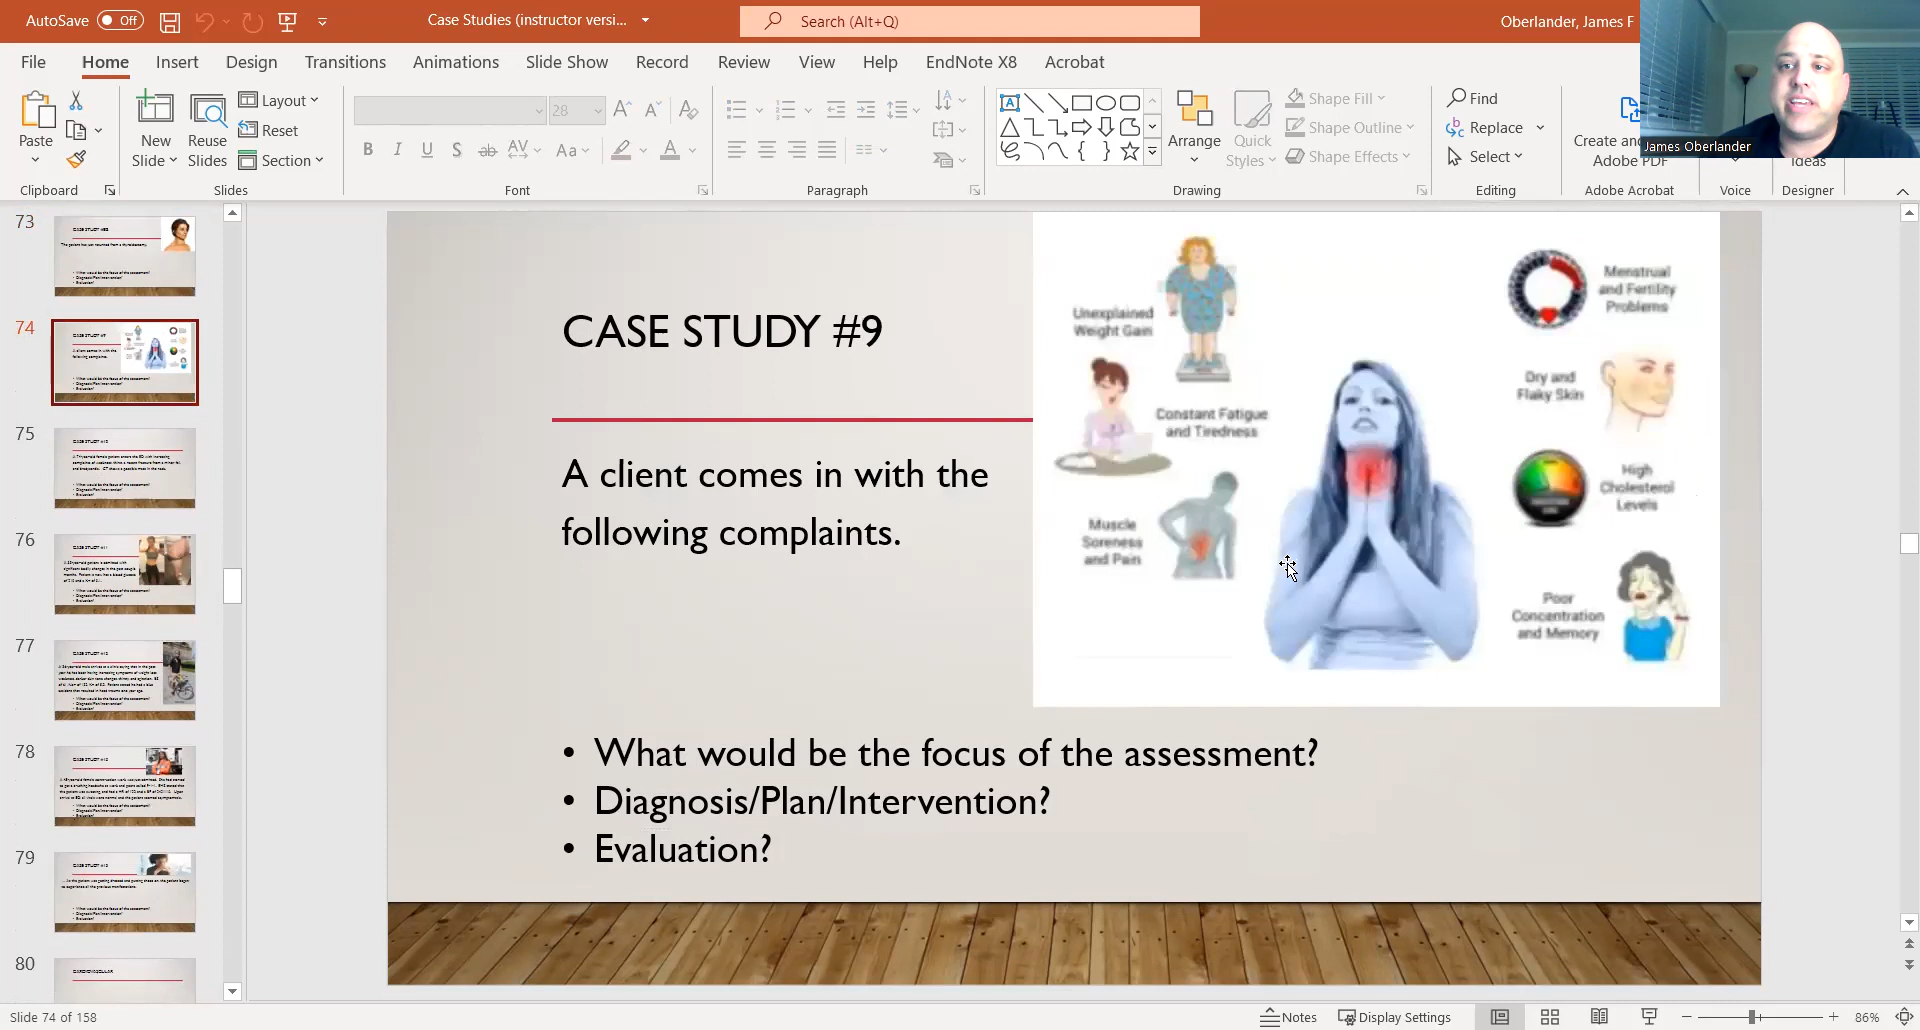 AutoSave Off
Case Studies (instructor versi...
Search (Alt+Q)
Oberlander, James F
File Home Insert Design Transitions Animations Slide Show Record Review View Help EndNote X8 Acrobat
Paste
Clipboard
New
Slide
Reuse
Slides
Layout
Reset
Section
Slides
28
B I U S ab AV Aa A
Font
Paragraph
Arrange
Quick
Styles
Shape Fill
Shape Outline
Shape Effects
Drawing
Find
Replace
Select
Editing
Create and
Adobe PDF
Adobe Acrobat
Voice
Ideas
Designer
James Oberlander
73
74
75
76
77
78
79
80
CARDIOVASCULAR
CASE STUDY #9
A client comes in with the
following complaints.
Unexplained
Weight Gain
Constant Fatigue
and Tiredness
Muscle
Soreness
and Pain
Menstrual
and Fertility
Problems
Dry and
Flaky Skin
High
Cholesterol
Levels
Poor
Concentration
and Memory
• What would be the focus of the assessment?
• Diagnosis/Plan/Intervention?
• Evaluation?
Slide 74 of 158
Notes
Display Settings
86%